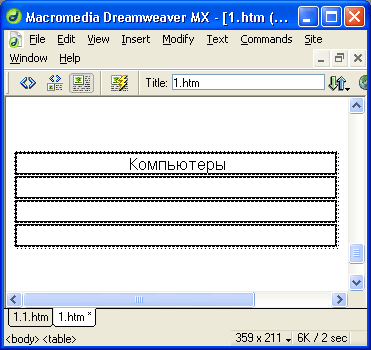 Macromedia Dreamweaver MX - [1.htm (...
File Edit View Insert Modify Text Commands Site
Window Help
Title: 1.htm
Компьютеры
1.1.htm 1.htm*
<body> <table> 359 x 211 6K / 2 sec